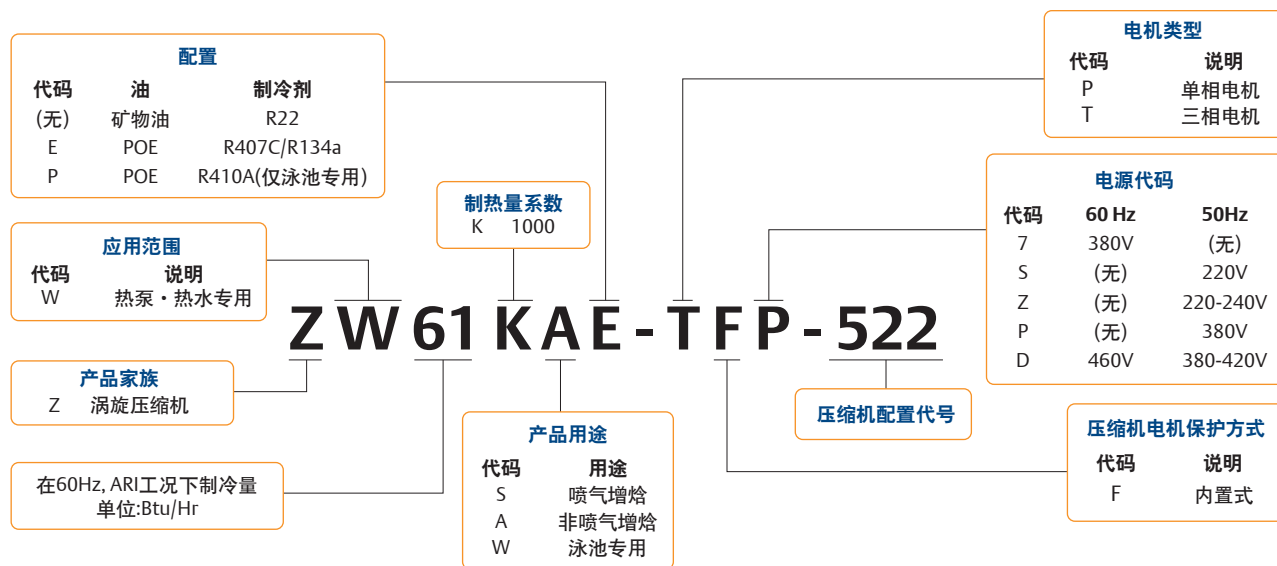 配置
代码 油 制冷剂
(无) 矿物油 R22
E POE R407C/R134a
P POE R410A(仅泳池专用)
电机类型
代码 说明
P 单相电机
T 三相电机
制热量系数
K 1000
电源代码
代码 60 Hz 50Hz
7 380V (无)
S (无) 220V
Z (无) 220-240V
P (无) 380V
D 460V 380-420V
应用范围
代码 说明
W 热泵·热水专用
ZW61KAE-TFP-522
产品家族
Z 涡旋压缩机
在60Hz, ARI工况下制冷量
单位:Btu/Hr
产品用途
代码 用途
S 喷气增焓
A 非喷气增焓
W 泳池专用
压缩机配置代号
压缩机电机保护方式
代码 说明
F 内置式